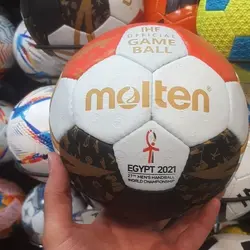 THE
OFFICIAL
GAME
BALL
molten
EGYPT 2021
27TH MEN'S HANDBALL
WORLD CHAMPIONSHIP